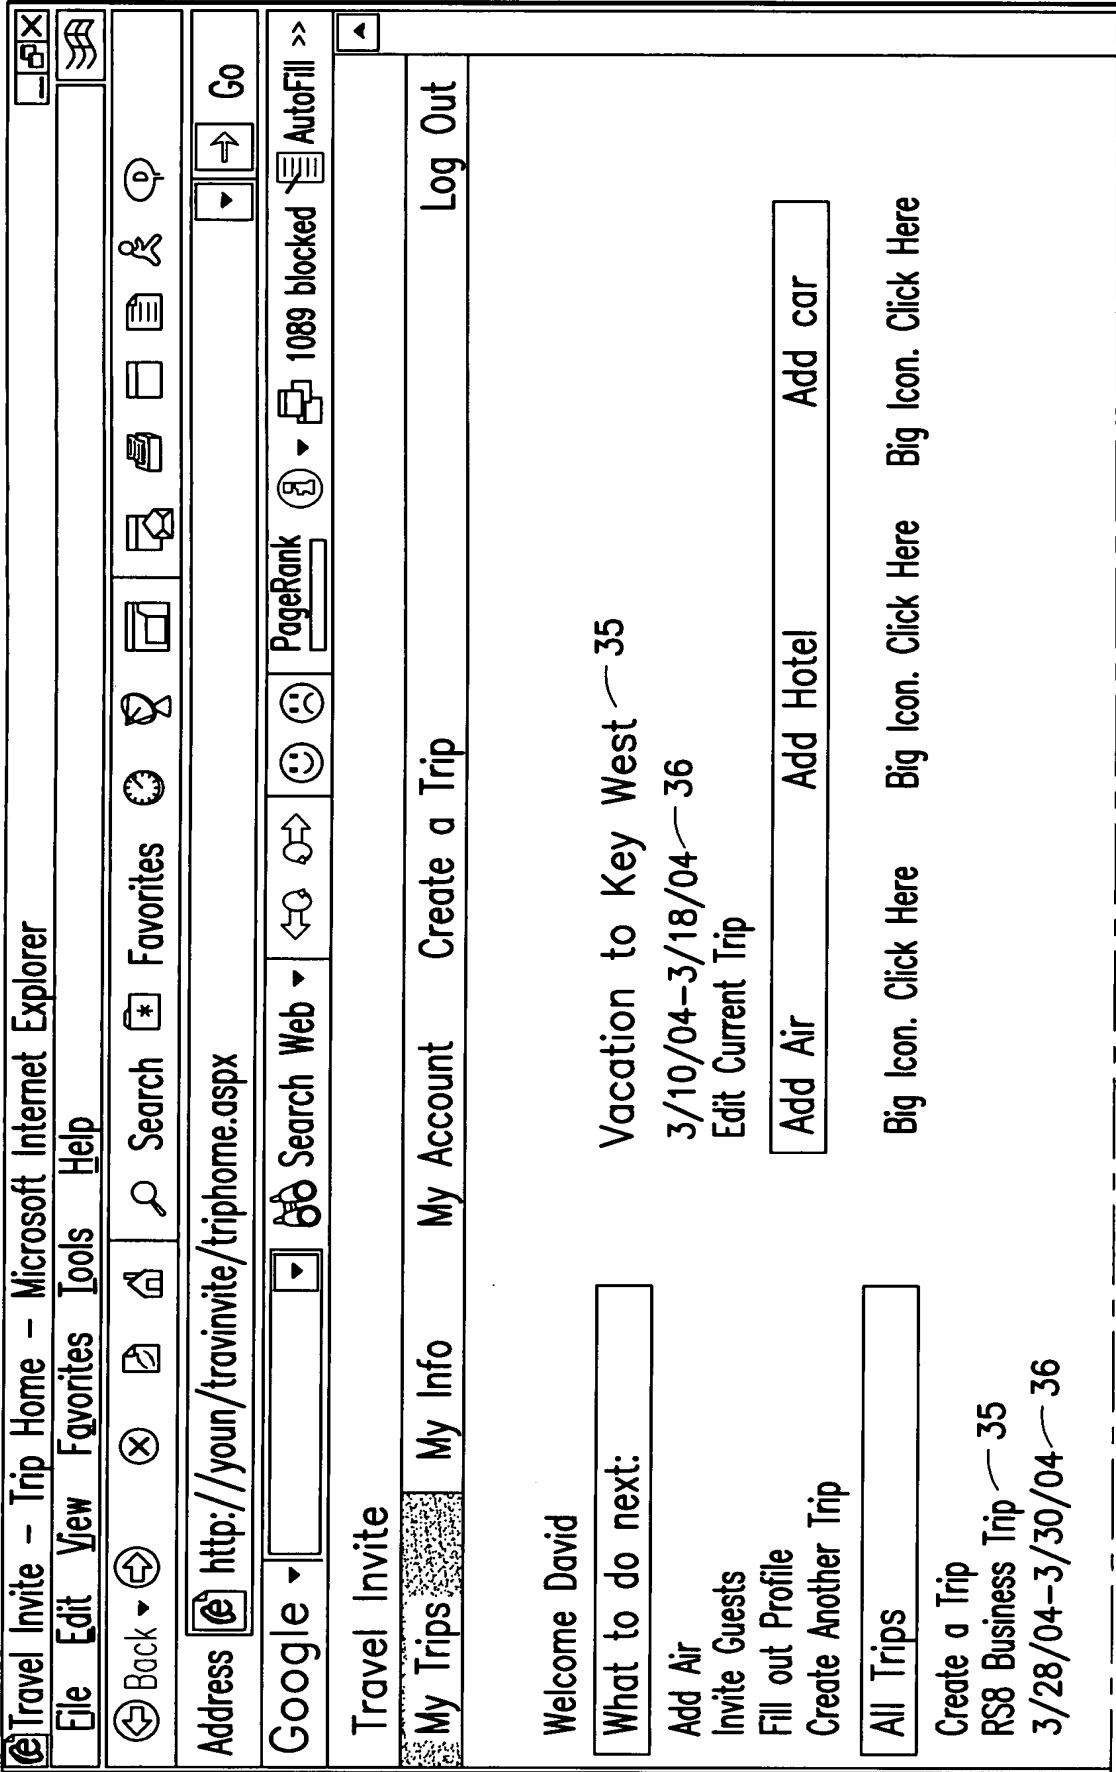 Travel Invite – Trip Home – Microsoft Internet Explorer
File Edit View Favorites Tools Help
Back Search Favorites
Address http://youn/travinvite/triphome.aspx Go
Google Search Web PageRank 1089 blocked AutoFill >>
Travel Invite
My Trips My Info My Account Create a Trip Log Out
Welcome David
What to do next:
Add Air
Invite Guests
Fill out Profile
Create Another Trip
All Trips
Create a Trip
RS8 Business Trip 35
3/28/04–3/30/04 36
Vacation to Key West 35
3/10/04–3/18/04 36
Edit Current Trip
Add Air Add Hotel Add car
Big Icon. Click Here Big Icon. Click Here Big Icon. Click Here